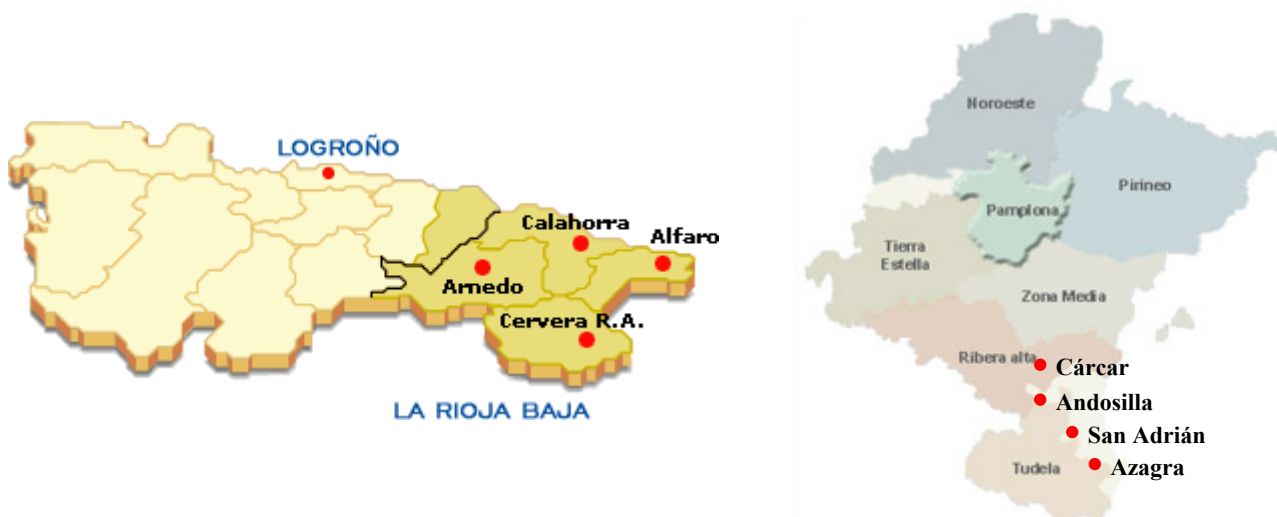 LOGROÑO
Calahorra
Alfaro
Arnedo
Cervera R.A.
LA RIOJA BAJA
Noroeste
Pirineo
Pamplona
Tierra
Estella
Zona Media
Ribera alta
Cárcar
Andosilla
San Adrián
Azagra
Tudela